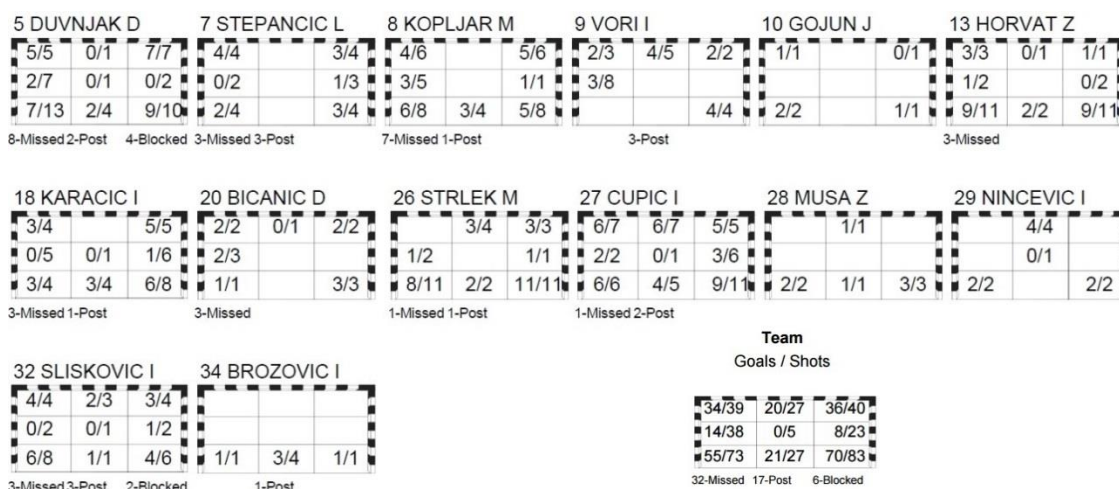 5 DUVNJAK D 7 STEPANCIC L 8 KOPLJAR M 9 VORI I 10 GOJUN J 13 HORVAT Z
5/5 0/1 7/7 4/4 3/4 4/6 5/6 2/3 4/5 2/2 1/1 0/1 3/3 0/1 1/1
2/7 0/1 0/2 0/2 1/3 3/5 1/1 3/8 1/2 0/2
7/13 2/4 9/10 2/4 3/4 6/8 3/4 5/8 4/4 2/2 1/1 9/11 2/2 9/11
8-Missed 2-Post 4-Blocked 3-Missed 3-Post 7-Missed 1-Post 3-Post 3-Missed
18 KARACIC I 20 BICANIC D 26 STRLEK M 27 CUPIC I 28 MUSA Z 29 NINCEVIC I
3/4 5/5 2/2 0/1 2/2 3/4 3/3 6/7 6/7 5/5 1/1 4/4
0/5 0/1 1/6 2/3 1/2 1/1 2/2 0/1 3/6 0/1
3/4 3/4 6/8 1/1 3/3 8/11 2/2 11/11 6/6 4/5 9/11 2/2 1/1 3/3 2/2 2/2
3-Missed 1-Post 3-Missed 1-Missed 1-Post 1-Missed 2-Post
Team
Goals / Shots
32 SLISKOVIC I 34 BROZOVIC I
4/4 2/3 3/4 34/39 20/27 36/40
0/2 0/1 1/2 14/38 0/5 8/23
6/8 1/1 4/6 1/1 3/4 1/1 55/73 21/27 70/83
3-Missed 3-Post 2-Blocked 1-Post 32-Missed 17-Post 6-Blocked